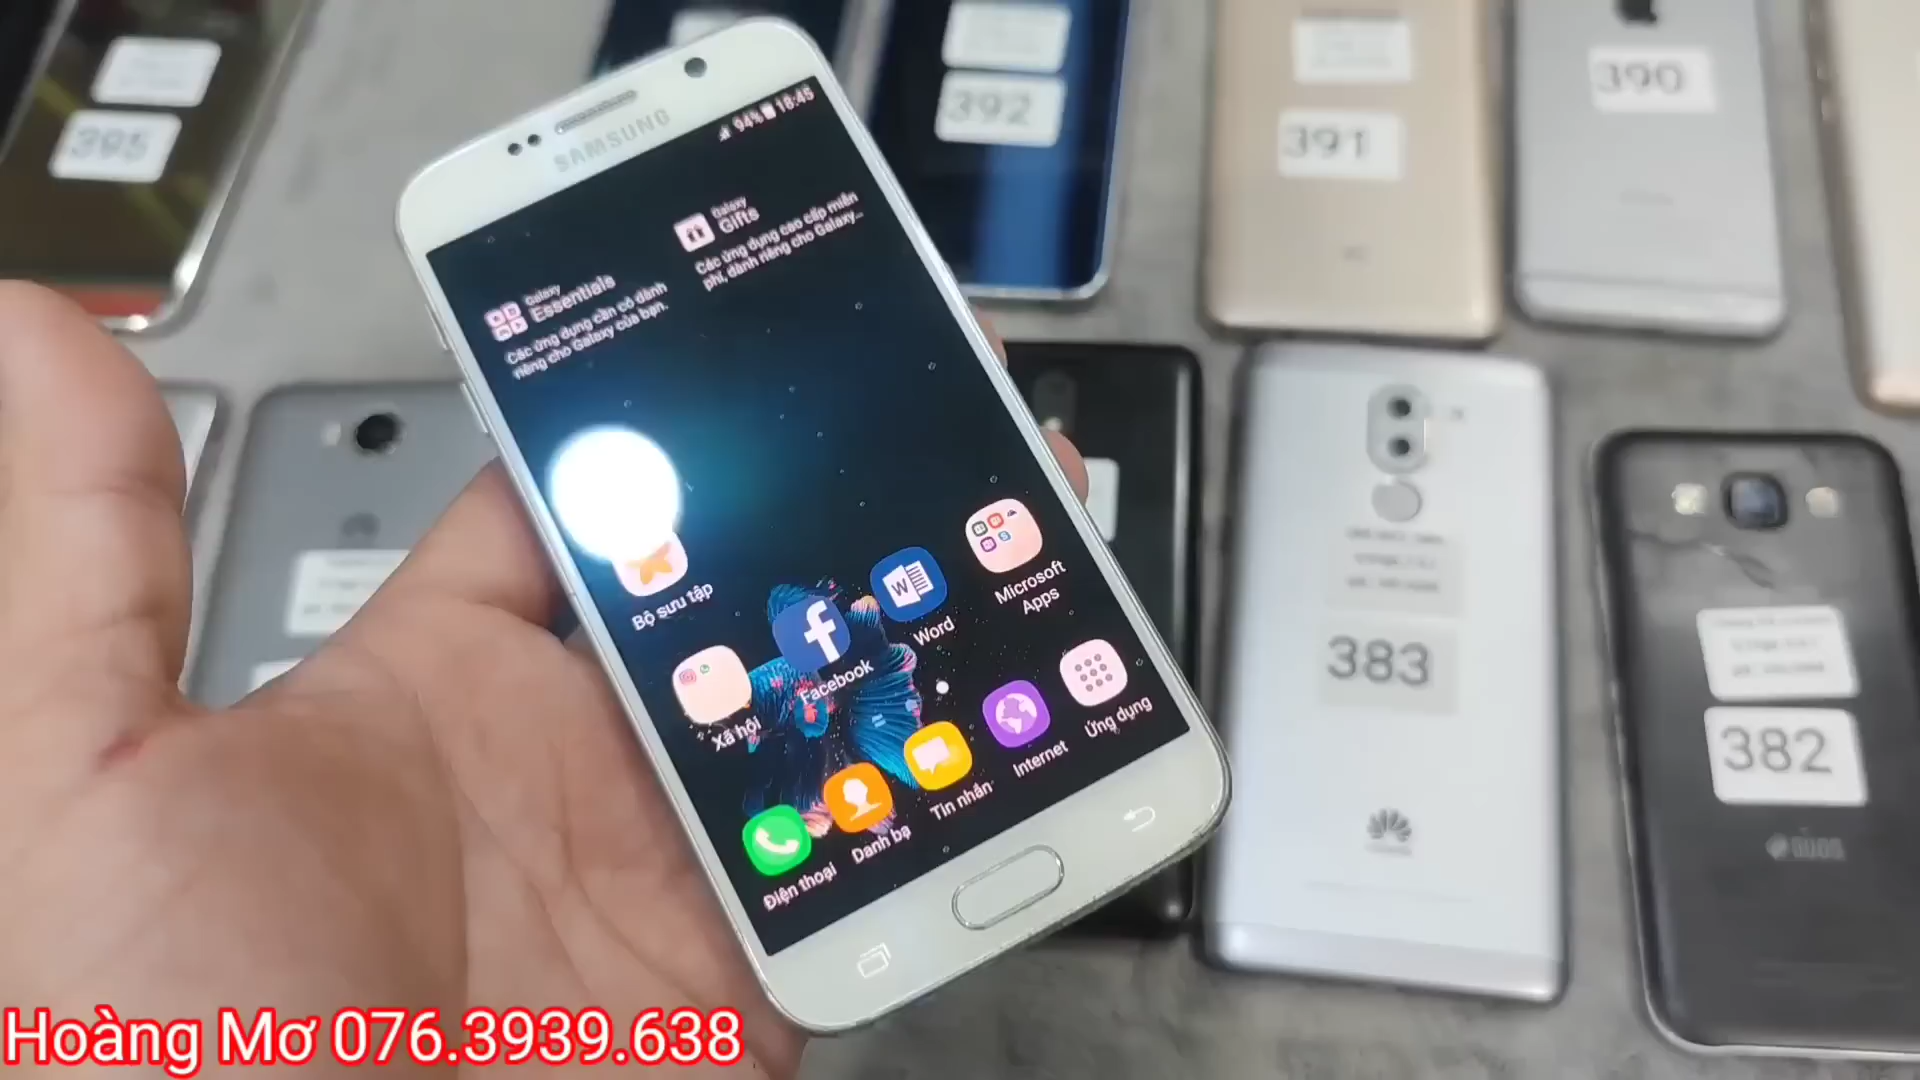 395
392
391
390
SAMSUNG
94% 18:45
Galaxy
Gifts
Các ứng dụng cao cấp miễn
phí, dành riêng cho Galaxy...
Galaxy
Essentials
Các ứng dụng cần có dành
riêng cho Galaxy của bạn.
Bộ sưu tập
Xã hội
Facebook
Word
Microsoft
Apps
Điện thoại
Danh bạ
Tin nhắn
Internet
Ứng dụng
383
382
DUOS
Hoàng Mơ 076.3939.638